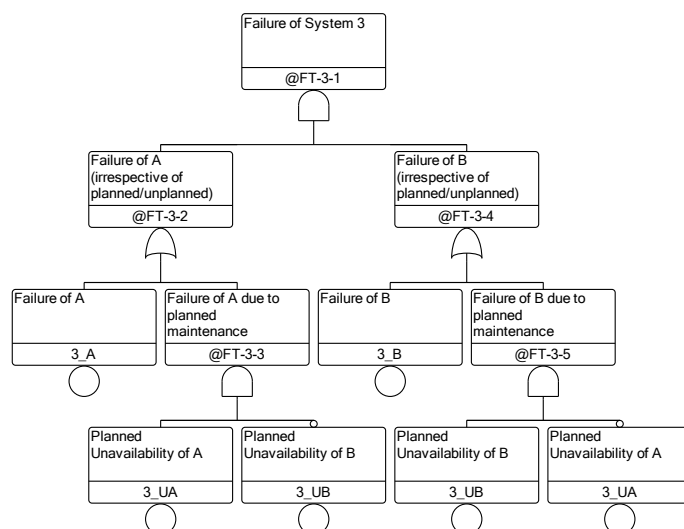 Failure of System 3
@FT-3-1
Failure of A
(irrespective of
planned/unplanned)
@FT-3-2
Failure of B
(irrespective of
planned/unplanned)
@FT-3-4
Failure of A
3_A
Failure of A due to
planned
maintenance
@FT-3-3
Failure of B
3_B
Failure of B due to
planned
maintenance
@FT-3-5
Planned
Unavailability of A
3_UA
Planned
Unavailability of B
3_UB
Planned
Unavailability of B
3_UB
Planned
Unavailability of A
3_UA